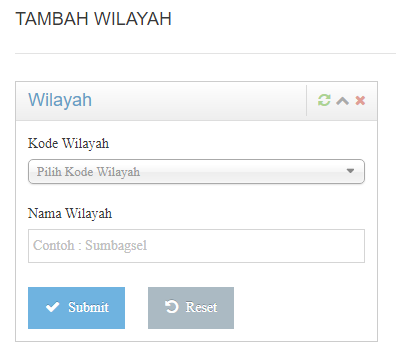 TAMBAH WILAYAH
Wilayah
Kode Wilayah
Pilih Kode Wilayah
Nama Wilayah
Contoh : Sumbagsel
Submit
Reset